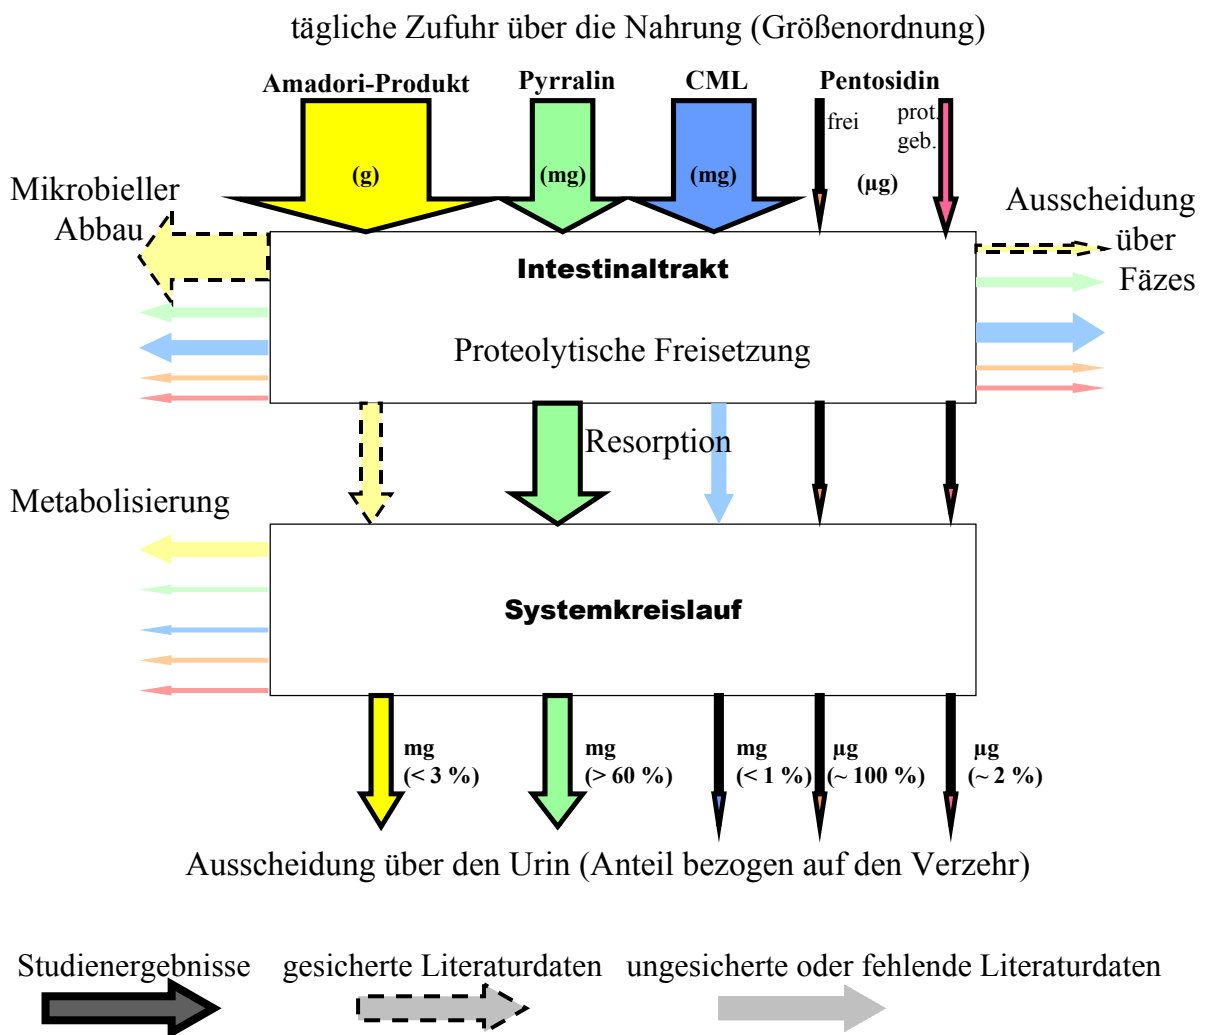 tägliche Zufuhr über die Nahrung (Größenordnung)
Amadori-Produkt
Pyrralin
CML
Pentosidin
frei
prot.
geb.
(g)
(mg)
(mg)
(µg)
Mikrobieller
Abbau
Ausscheidung
über
Fäzes
Intestinaltrakt
Proteolytische Freisetzung
Resorption
Metabolisierung
Systemkreislauf
mg
(< 3 %)
mg
(> 60 %)
mg
(< 1 %)
µg
(~ 100 %)
µg
(~ 2 %)
Ausscheidung über den Urin (Anteil bezogen auf den Verzehr)
Studienergebnisse
gesicherte Literaturdaten
ungesicherte oder fehlende Literaturdaten